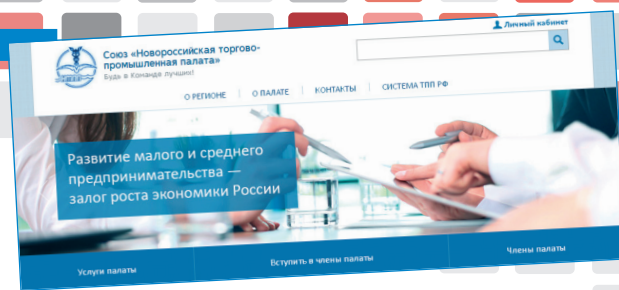 Личный кабинет
Союз «Новороссийская торгово-
промышленная палата»
Будь в Команде лучших!
О РЕГИОНЕ
О ПАЛАТЕ
КОНТАКТЫ
СИСТЕМА ТПП РФ
Развитие малого и среднего
предпринимательства —
залог роста экономики России
Услуги палаты
Вступить в члены палаты
Члены палаты